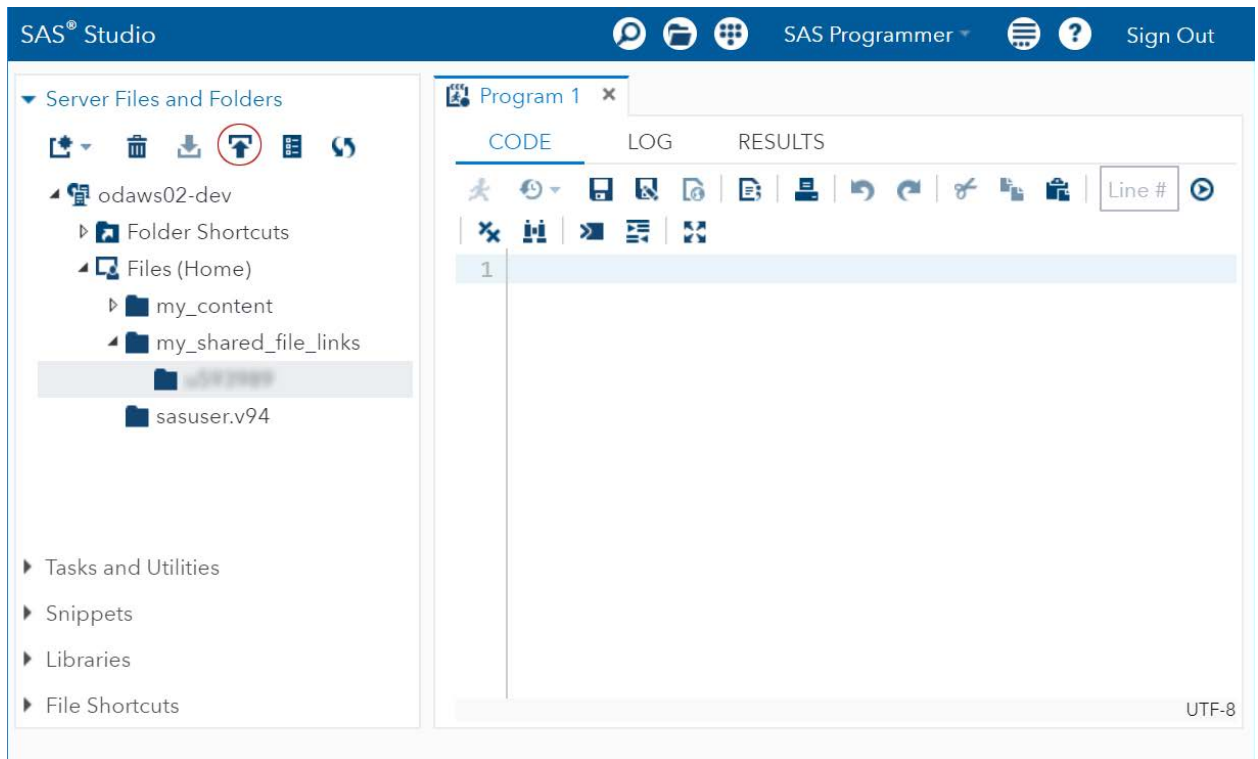 SAS® Studio
SAS Programmer
Sign Out
Server Files and Folders
odaws02-dev
Folder Shortcuts
Files (Home)
my_content
my_shared_file_links
sasuser.v94
Tasks and Utilities
Snippets
Libraries
File Shortcuts
Program 1
CODE LOG RESULTS
Line #
1
UTF-8